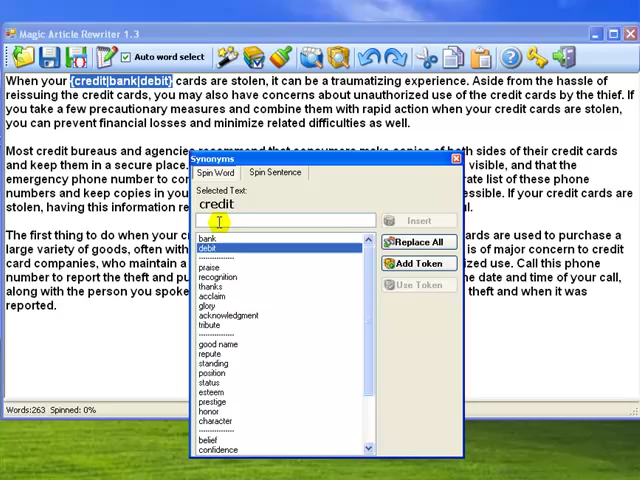 Magic Article Rewriter 1.3
Auto word select
When your {credit|bank|debit} cards are stolen, it can be a traumatizing experience. Aside from the hassle of
reissuing the credit cards, you may also have concerns about unauthorized use of the credit cards by the thief. If
you take a few precautionary measures and combine them with rapid action when your credit cards are stolen,
you can prevent financial losses and minimize related difficulties as well.
Most credit bureaus and agencies recommend that consumers make copies of both sides of their credit cards
and keep them in a secure place.
visible, and that the
emergency phone number to con
rate list of these phone
numbers and keep copies in you
ssible. If your credit cards are
stolen, having this information re
ul.
The first thing to do when your cr
ards are used to purchase a
large variety of goods, often with
is of major concern to credit
card companies, who maintain a
ized use. Call this phone
number to report the theft and pu
the date and time of your call,
along with the person you spoke
theft and when it was
reported.
Synonyms
Spin Word
Spin Sentence
Selected Text:
credit
Insert
bank
debit
Replace All
praise
Add Token
recognition
thanks
Use Token
acclaim
glory
acknowledgment
tribute
good name
repute
standing
position
status
esteem
prestige
honor
character
belief
confidence
Words:263 Spinned: 0%